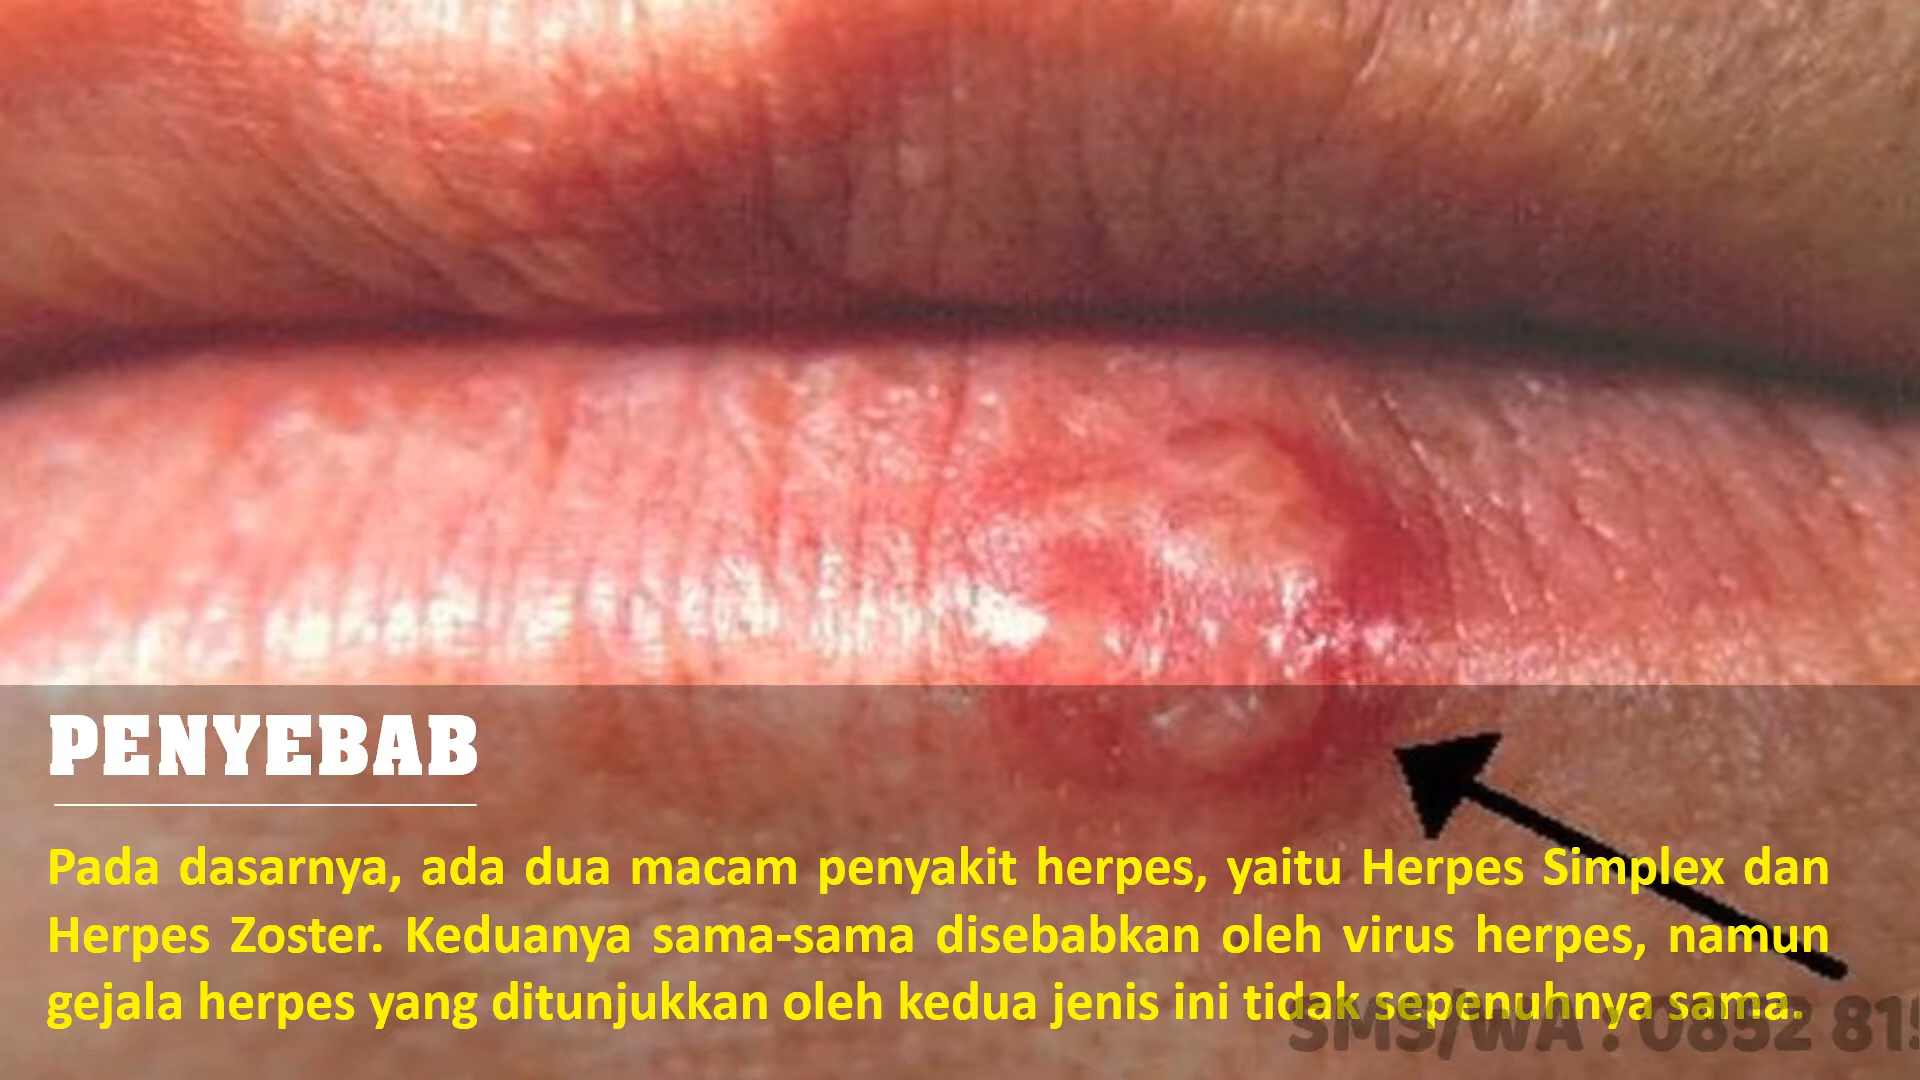 PENYEBAB
Pada dasarnya, ada dua macam penyakit herpes, yaitu Herpes Simplex dan
Herpes Zoster. Keduanya sama-sama disebabkan oleh virus herpes, namun
gejala herpes yang ditunjukkan oleh kedua jenis ini tidak sepenuhnya sama.
SMS/WA : 0852 815